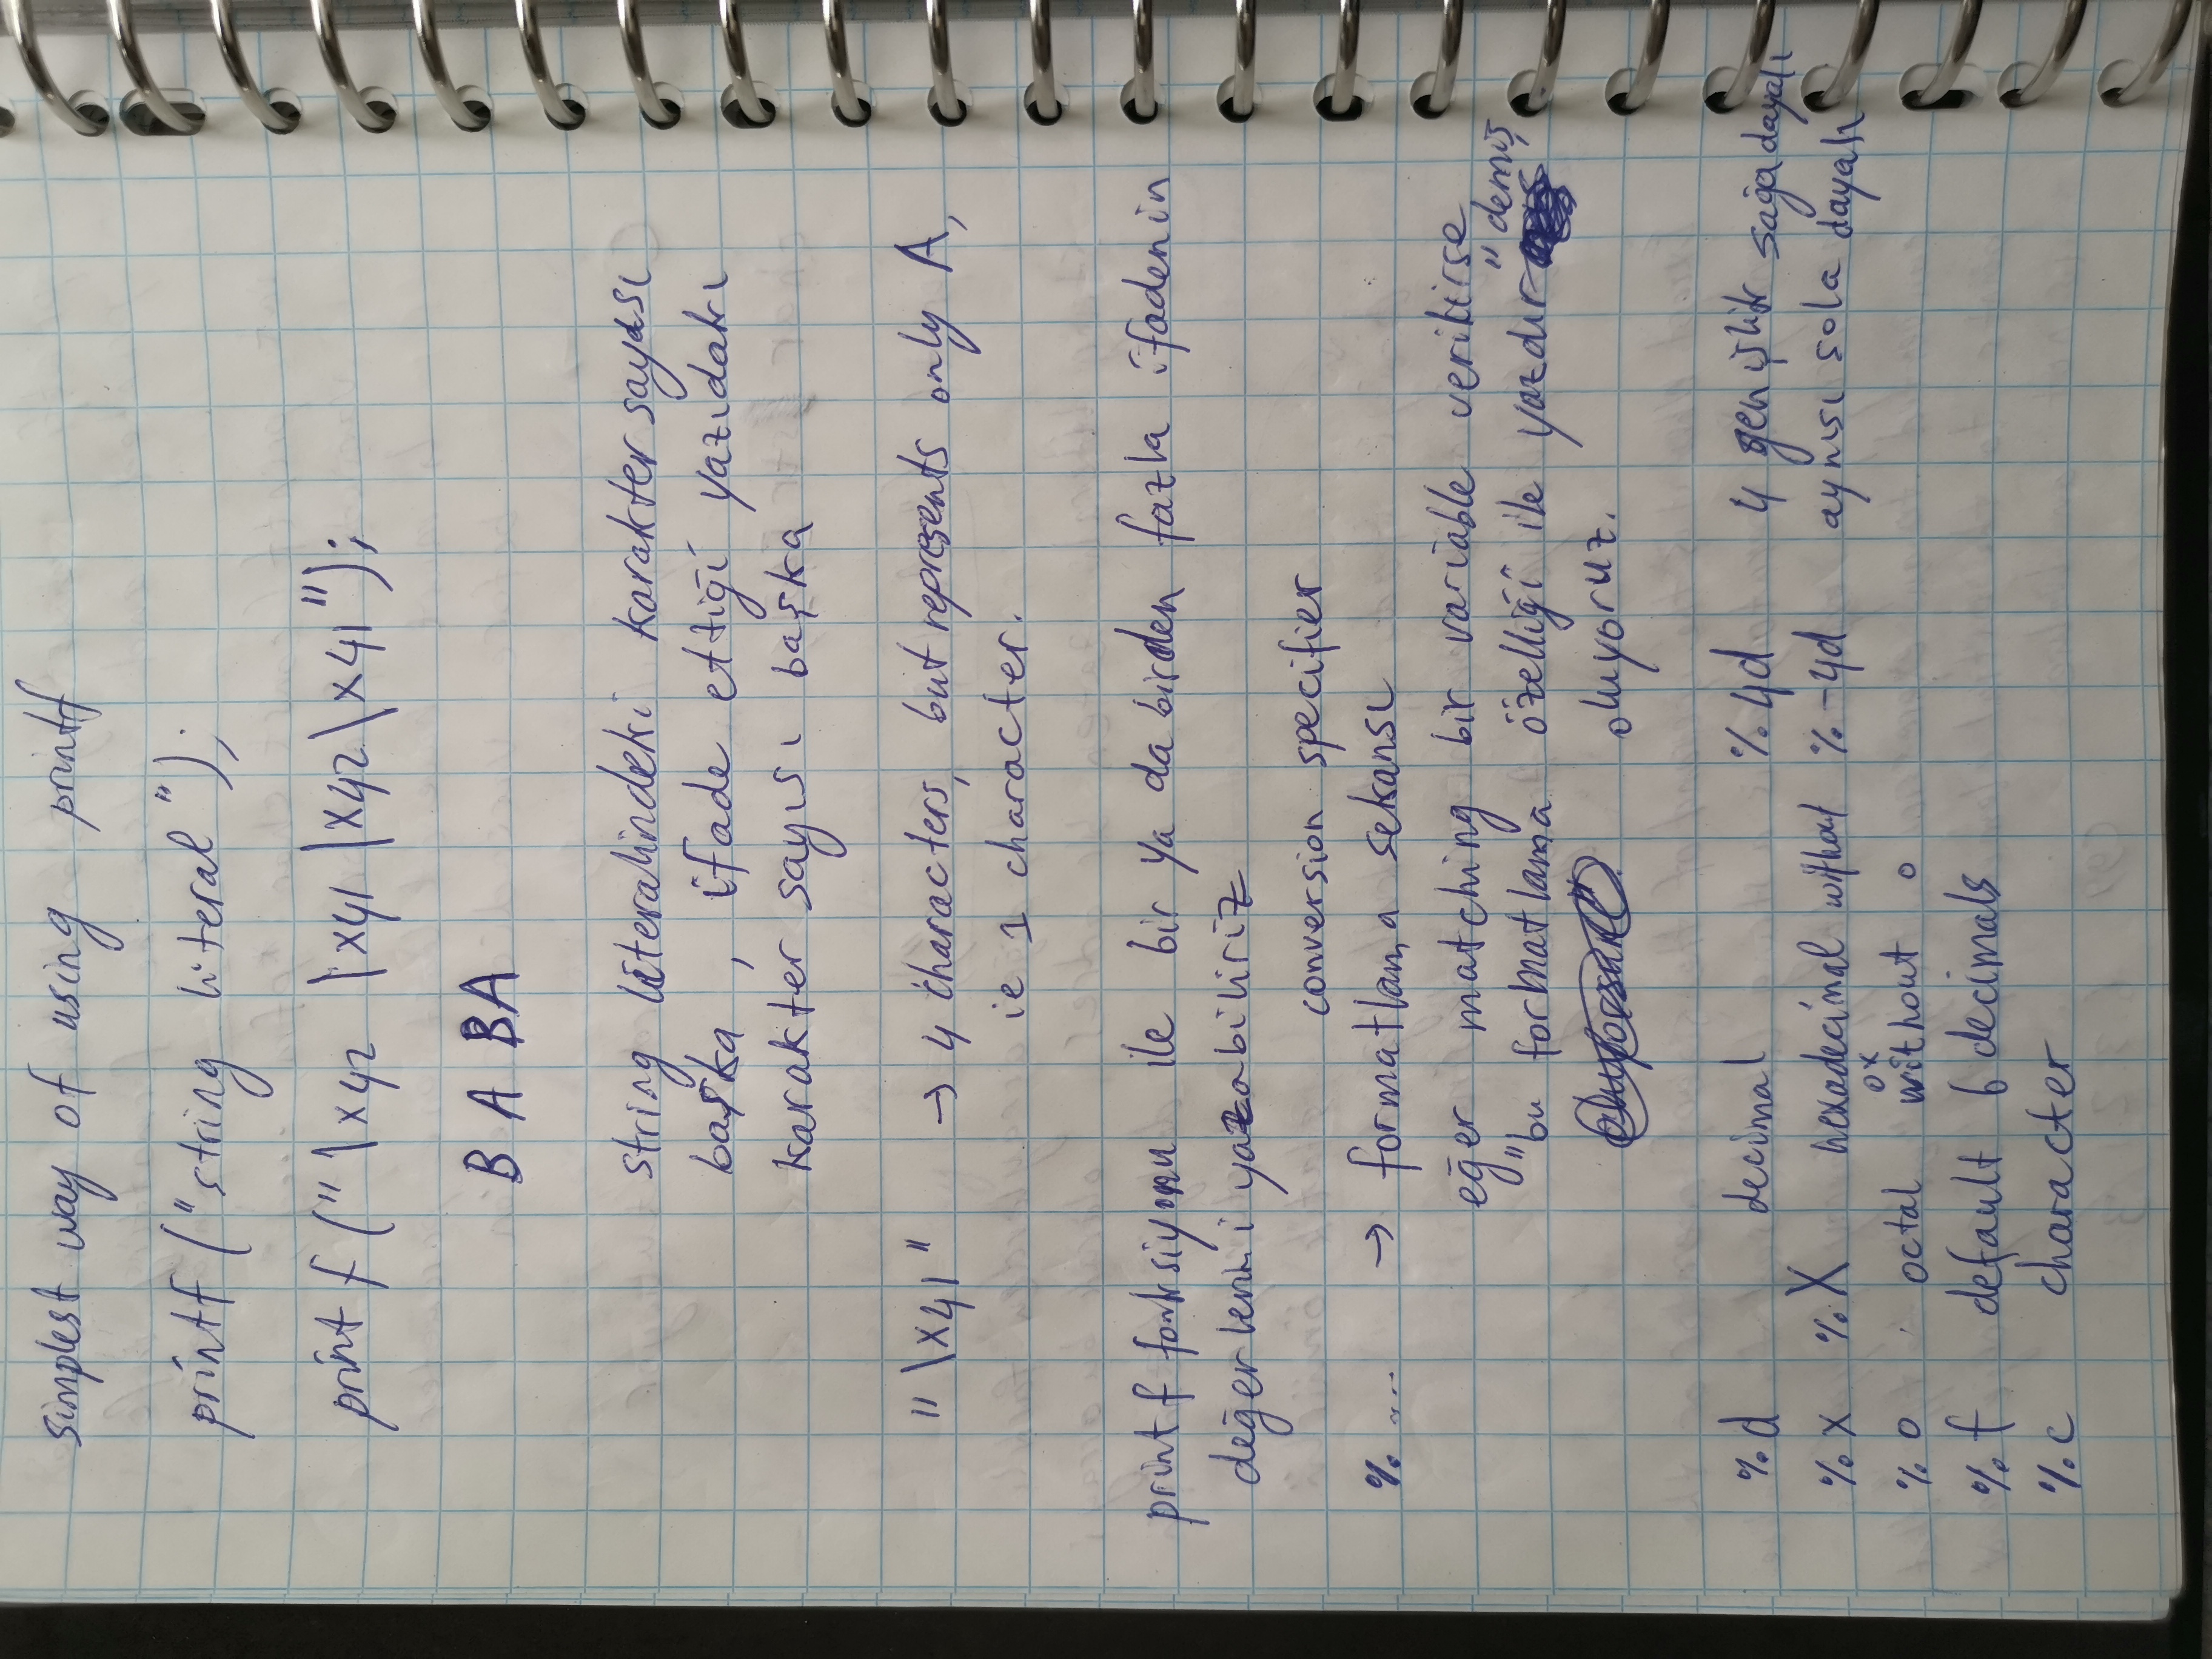 simplest way of using printf
printf ("string literal");
printf ("\x42 \x41 \x42\x41");
B A BA
string literalindeki karakter sayısı
başka, ifade ettiği yazıdaki
karakter sayısı başka
"\x41" → 4 characters, but represents only A,
ie 1 character.
printf fonksiyonu ile bir ya da birden fazla ifadenin
değerlerini yazabiliriz
conversion specifier
%.... → formatlama sekansı
eğer matching bir variable verilirse
"bu formatlama özelliği ile yazdır" demiş
oluyoruz.
%d decimal %4d 4 genişlik sağa dayalı
%x %X hexadecimal without %-4d aynısı sola dayalı
0x
%o octal without 0
%f default 6 decimals
%c character